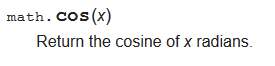 math.cos(x)
Return the cosine of x radians.